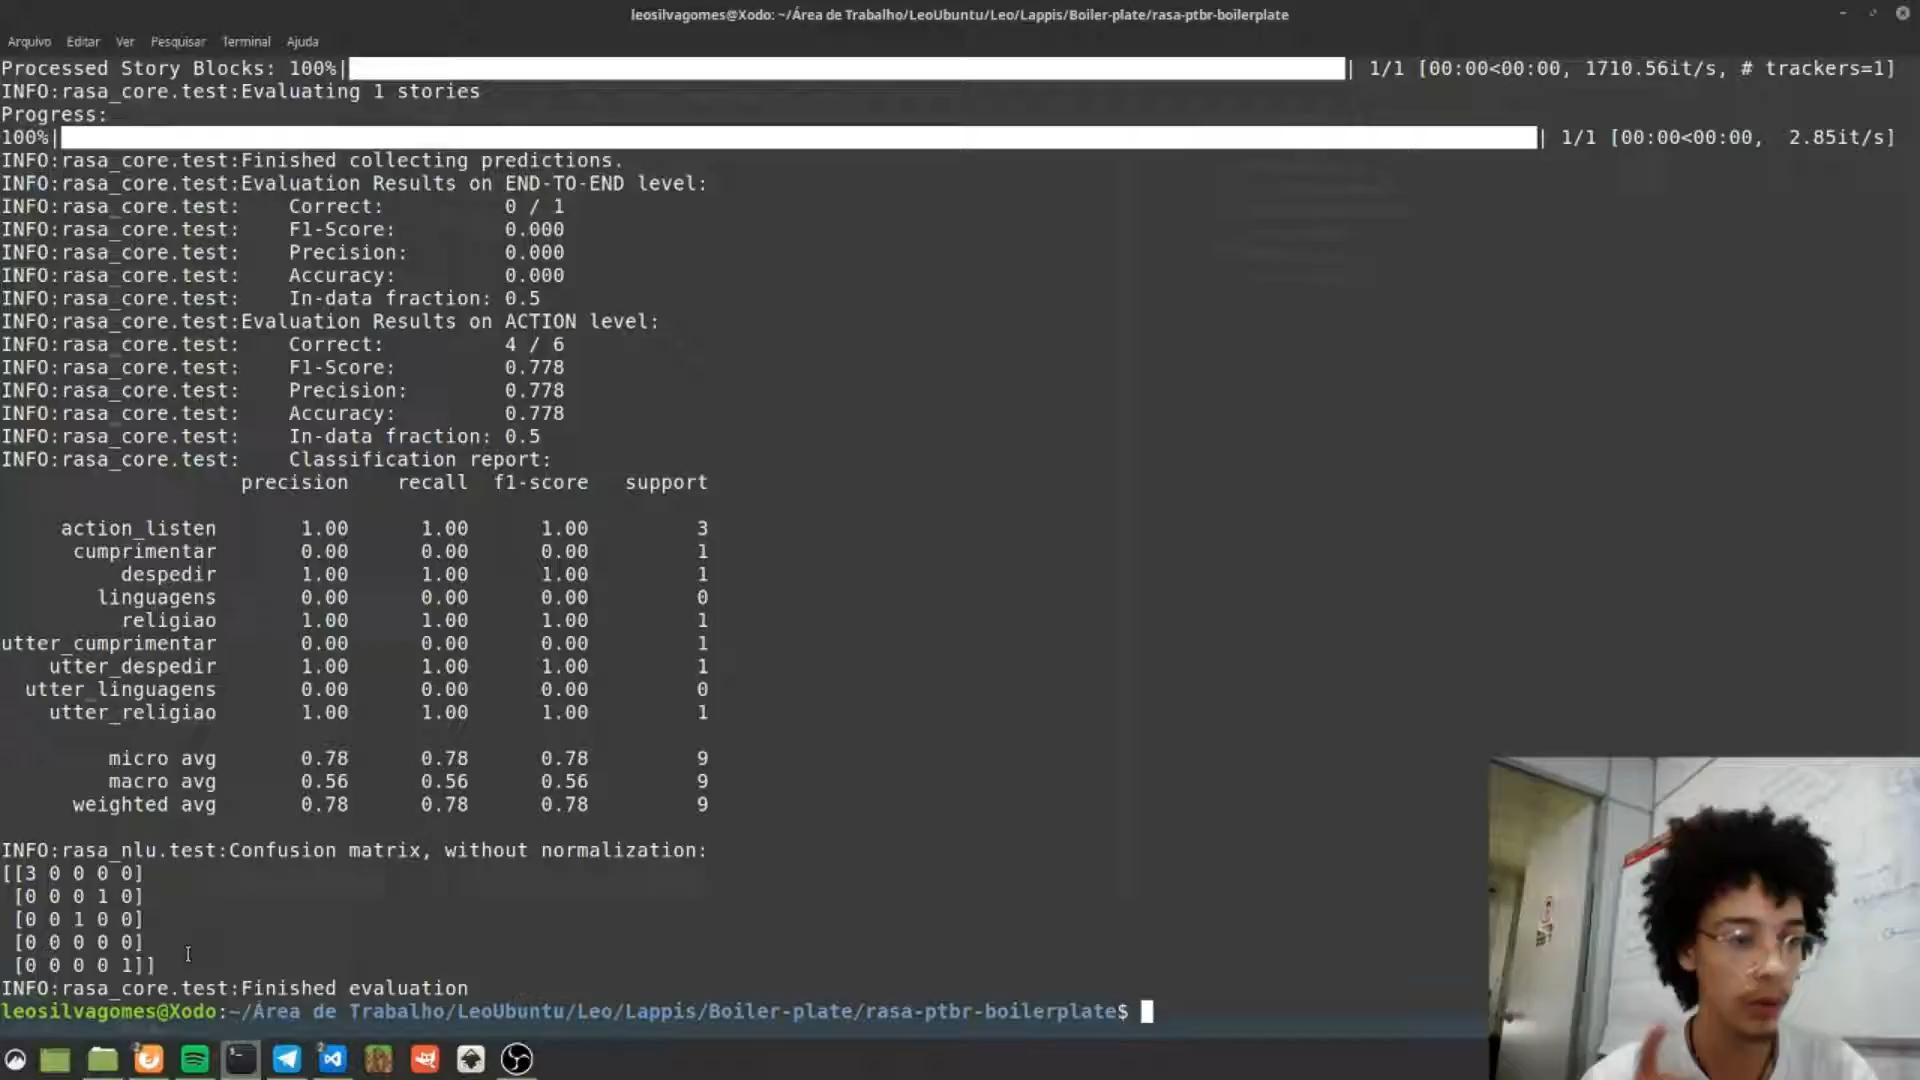 leosilvagomes@Xodo: ~/Área de Trabalho/LeoUbuntu/Leo/Lappis/Boiler-plate/rasa-ptbr-boilerplate
Arquivo Editar Ver Pesquisar Terminal Ajuda
Processed Story Blocks: 100%| | 1/1 [00:00<00:00, 1710.56it/s, # trackers=1]
INFO:rasa_core.test:Evaluating 1 stories
Progress:
100%| | 1/1 [00:00<00:00, 2.85it/s]
INFO:rasa_core.test:Finished collecting predictions.
INFO:rasa_core.test:Evaluation Results on END-TO-END level:
INFO:rasa_core.test: Correct: 0 / 1
INFO:rasa_core.test: F1-Score: 0.000
INFO:rasa_core.test: Precision: 0.000
INFO:rasa_core.test: Accuracy: 0.000
INFO:rasa_core.test: In-data fraction: 0.5
INFO:rasa_core.test:Evaluation Results on ACTION level:
INFO:rasa_core.test: Correct: 4 / 6
INFO:rasa_core.test: F1-Score: 0.778
INFO:rasa_core.test: Precision: 0.778
INFO:rasa_core.test: Accuracy: 0.778
INFO:rasa_core.test: In-data fraction: 0.5
INFO:rasa_core.test: Classification report:
precision recall f1-score support
action_listen 1.00 1.00 1.00 3
cumprimentar 0.00 0.00 0.00 1
despedir 1.00 1.00 1.00 1
linguagens 0.00 0.00 0.00 0
religiao 1.00 1.00 1.00 1
utter_cumprimentar 0.00 0.00 0.00 1
utter_despedir 1.00 1.00 1.00 1
utter_linguagens 0.00 0.00 0.00 0
utter_religiao 1.00 1.00 1.00 1
micro avg 0.78 0.78 0.78 9
macro avg 0.56 0.56 0.56 9
weighted avg 0.78 0.78 0.78 9
INFO:rasa_nlu.test:Confusion matrix, without normalization:
[[3 0 0 0 0]
[0 0 0 1 0]
[0 0 1 0 0]
[0 0 0 0 0]
[0 0 0 0 1]]
INFO:rasa_core.test:Finished evaluation
leosilvagomes@Xodo:~/Área de Trabalho/LeoUbuntu/Leo/Lappis/Boiler-plate/rasa-ptbr-boilerplate$